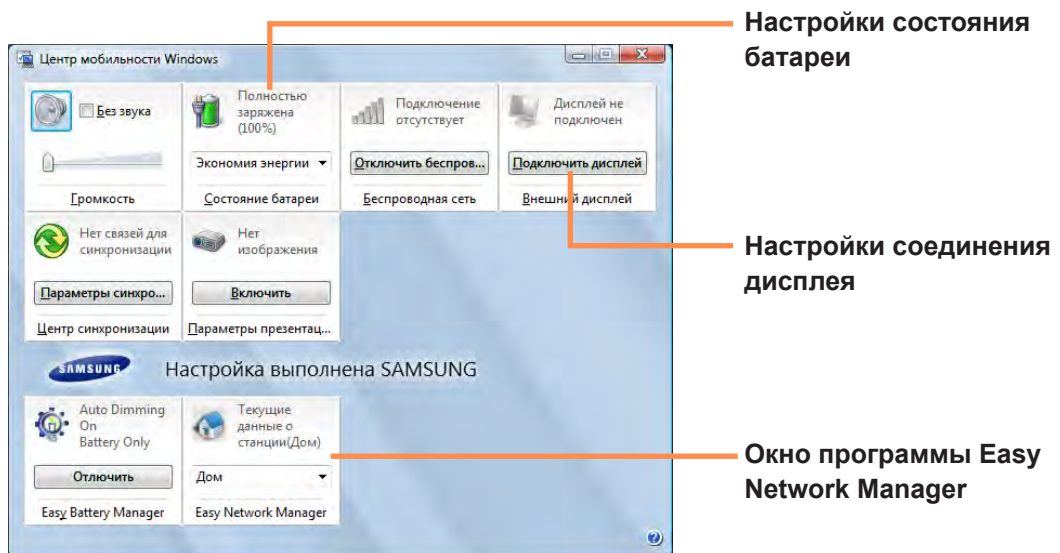 Настройки состояния
батареи
Центр мобильности Windows
Без звука
Громкость
Полностью
заряжена
(100%)
Экономия энергии
Состояние батареи
Подключение
отсутствует
Отключить беспров...
Беспроводная сеть
Дисплей не
подключен
Подключить дисплей
Внешний дисплей
Нет связей для
синхронизации
Параметры синхро...
Центр синхронизации
Нет
изображения
Включить
Параметры презентац...
Настройки соединения
дисплея
SAMSUNG
Настройка выполнена SAMSUNG
Auto Dimming
On
Battery Only
Отлючить
Easy Battery Manager
Текущие
данные о
станции(Дом)
Дом
Easy Network Manager
Окно программы Easy
Network Manager